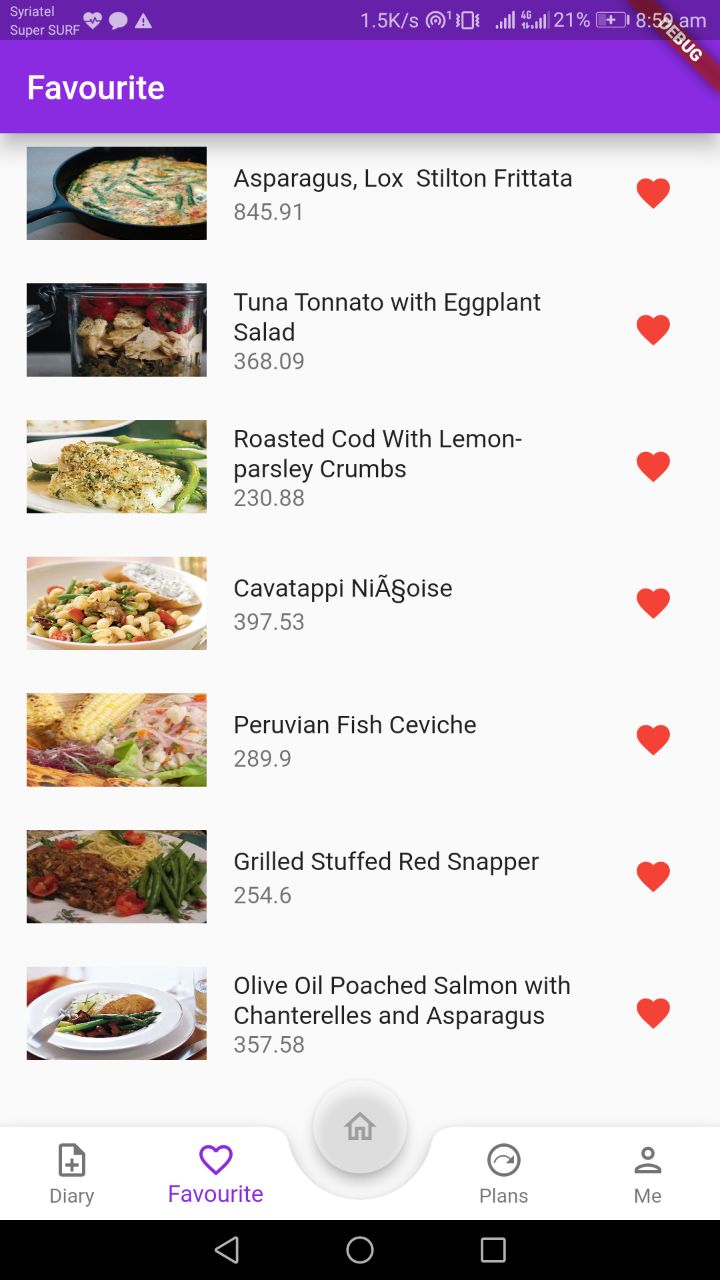 Syriatel
Super SURF
1.5K/s 1 4G 21% 8:59 am
DEBUG
Favourite
Asparagus, Lox  Stilton Frittata
845.91
Tuna Tonnato with Eggplant
Salad
368.09
Roasted Cod With Lemon-
parsley Crumbs
230.88
Cavatappi NiÃ§oise
397.53
Peruvian Fish Ceviche
289.9
Grilled Stuffed Red Snapper
254.6
Olive Oil Poached Salmon with
Chanterelles and Asparagus
357.58
Diary
Favourite
Plans
Me